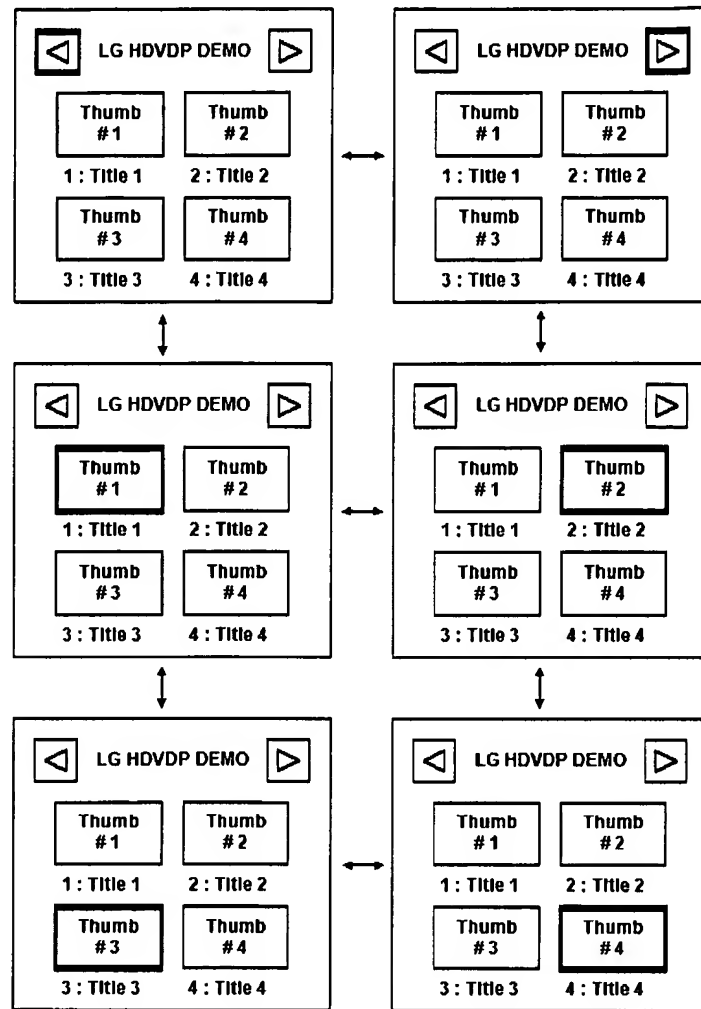 LG HDVDP DEMO
Thumb
#1
Thumb
#2
1 : Title 1
2 : Title 2
Thumb
#3
Thumb
#4
3 : Title 3
4 : Title 4
LG HDVDP DEMO
Thumb
#1
Thumb
#2
1 : Title 1
2 : Title 2
Thumb
#3
Thumb
#4
3 : Title 3
4 : Title 4
LG HDVDP DEMO
Thumb
#1
Thumb
#2
1 : Title 1
2 : Title 2
Thumb
#3
Thumb
#4
3 : Title 3
4 : Title 4
LG HDVDP DEMO
Thumb
#1
Thumb
#2
1 : Title 1
2 : Title 2
Thumb
#3
Thumb
#4
3 : Title 3
4 : Title 4
LG HDVDP DEMO
Thumb
#1
Thumb
#2
1 : Title 1
2 : Title 2
Thumb
#3
Thumb
#4
3 : Title 3
4 : Title 4
LG HDVDP DEMO
Thumb
#1
Thumb
#2
1 : Title 1
2 : Title 2
Thumb
#3
Thumb
#4
3 : Title 3
4 : Title 4